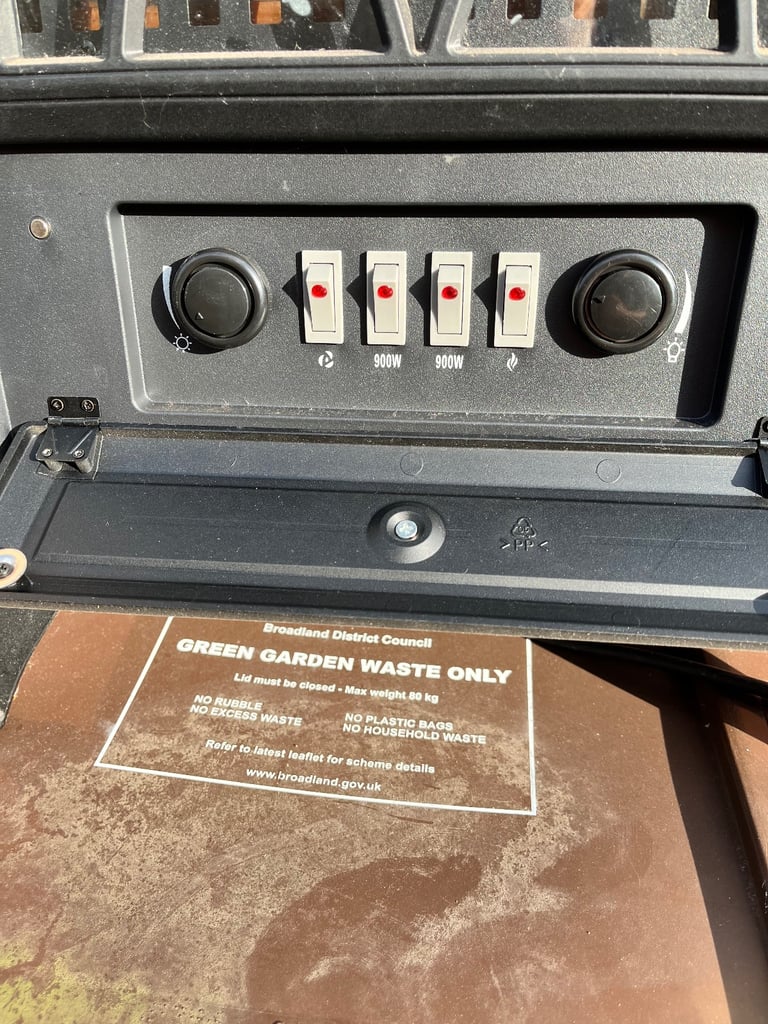 900W 900W
>PP<
Broadland District Council
GREEN GARDEN WASTE ONLY
Lid must be closed - Max weight 80 kg
NO RUBBLE
NO EXCESS WASTE
NO PLASTIC BAGS
NO HOUSEHOLD WASTE
Refer to latest leaflet for scheme details
www.broadland.gov.uk